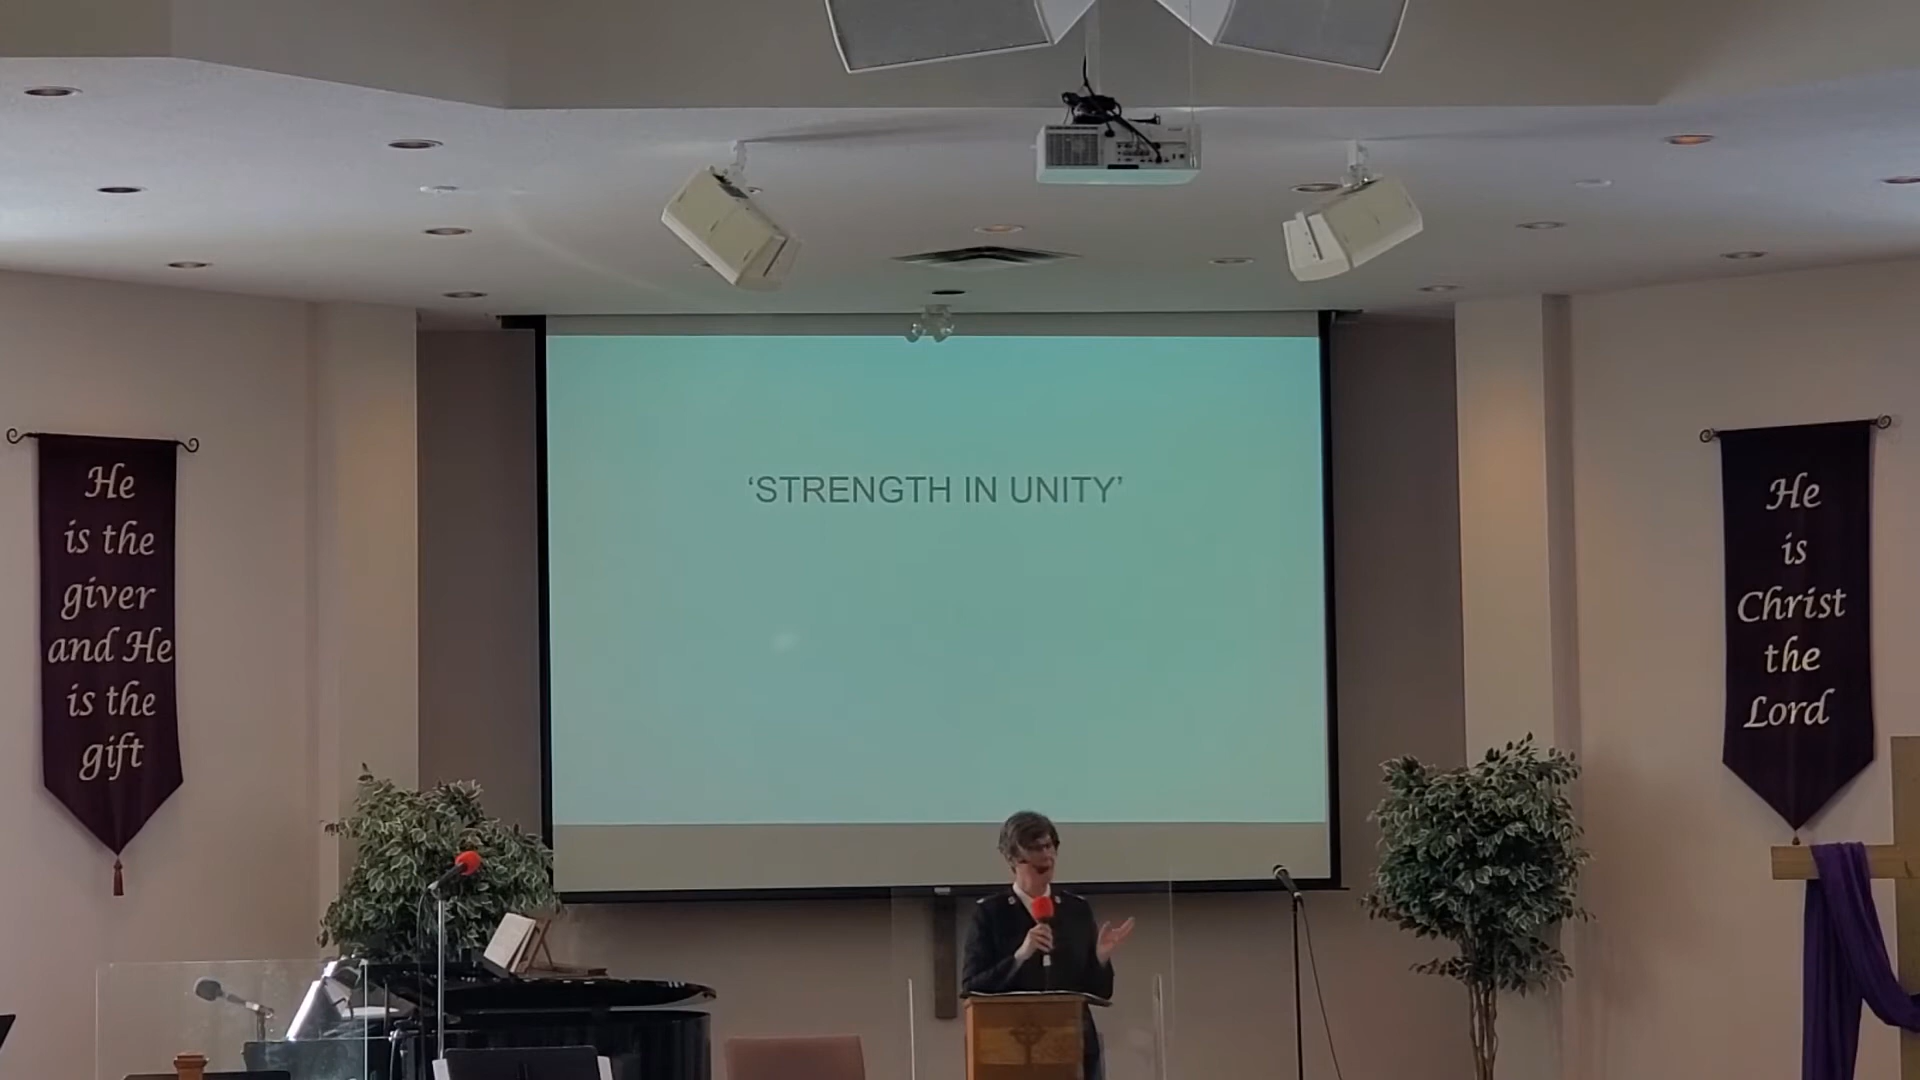 ‘STRENGTH IN UNITY’
He
is the
giver
and He
is the
gift
He
is
Christ
the
Lord